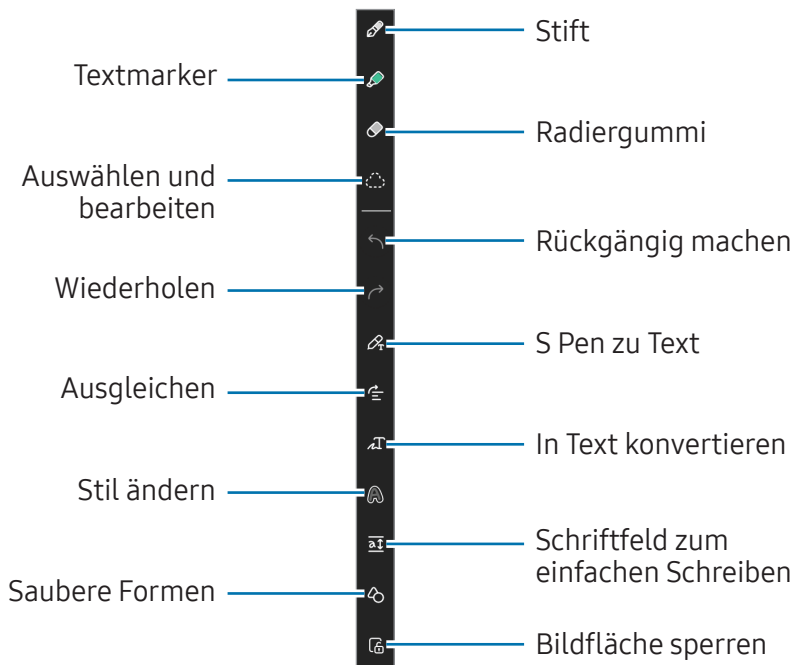 Stift
Textmarker
Radiergummi
Auswählen und
bearbeiten
Rückgängig machen
Wiederholen
S Pen zu Text
Ausgleichen
In Text konvertieren
Stil ändern
Schriftfeld zum
einfachen Schreiben
Saubere Formen
Bildfläche sperren